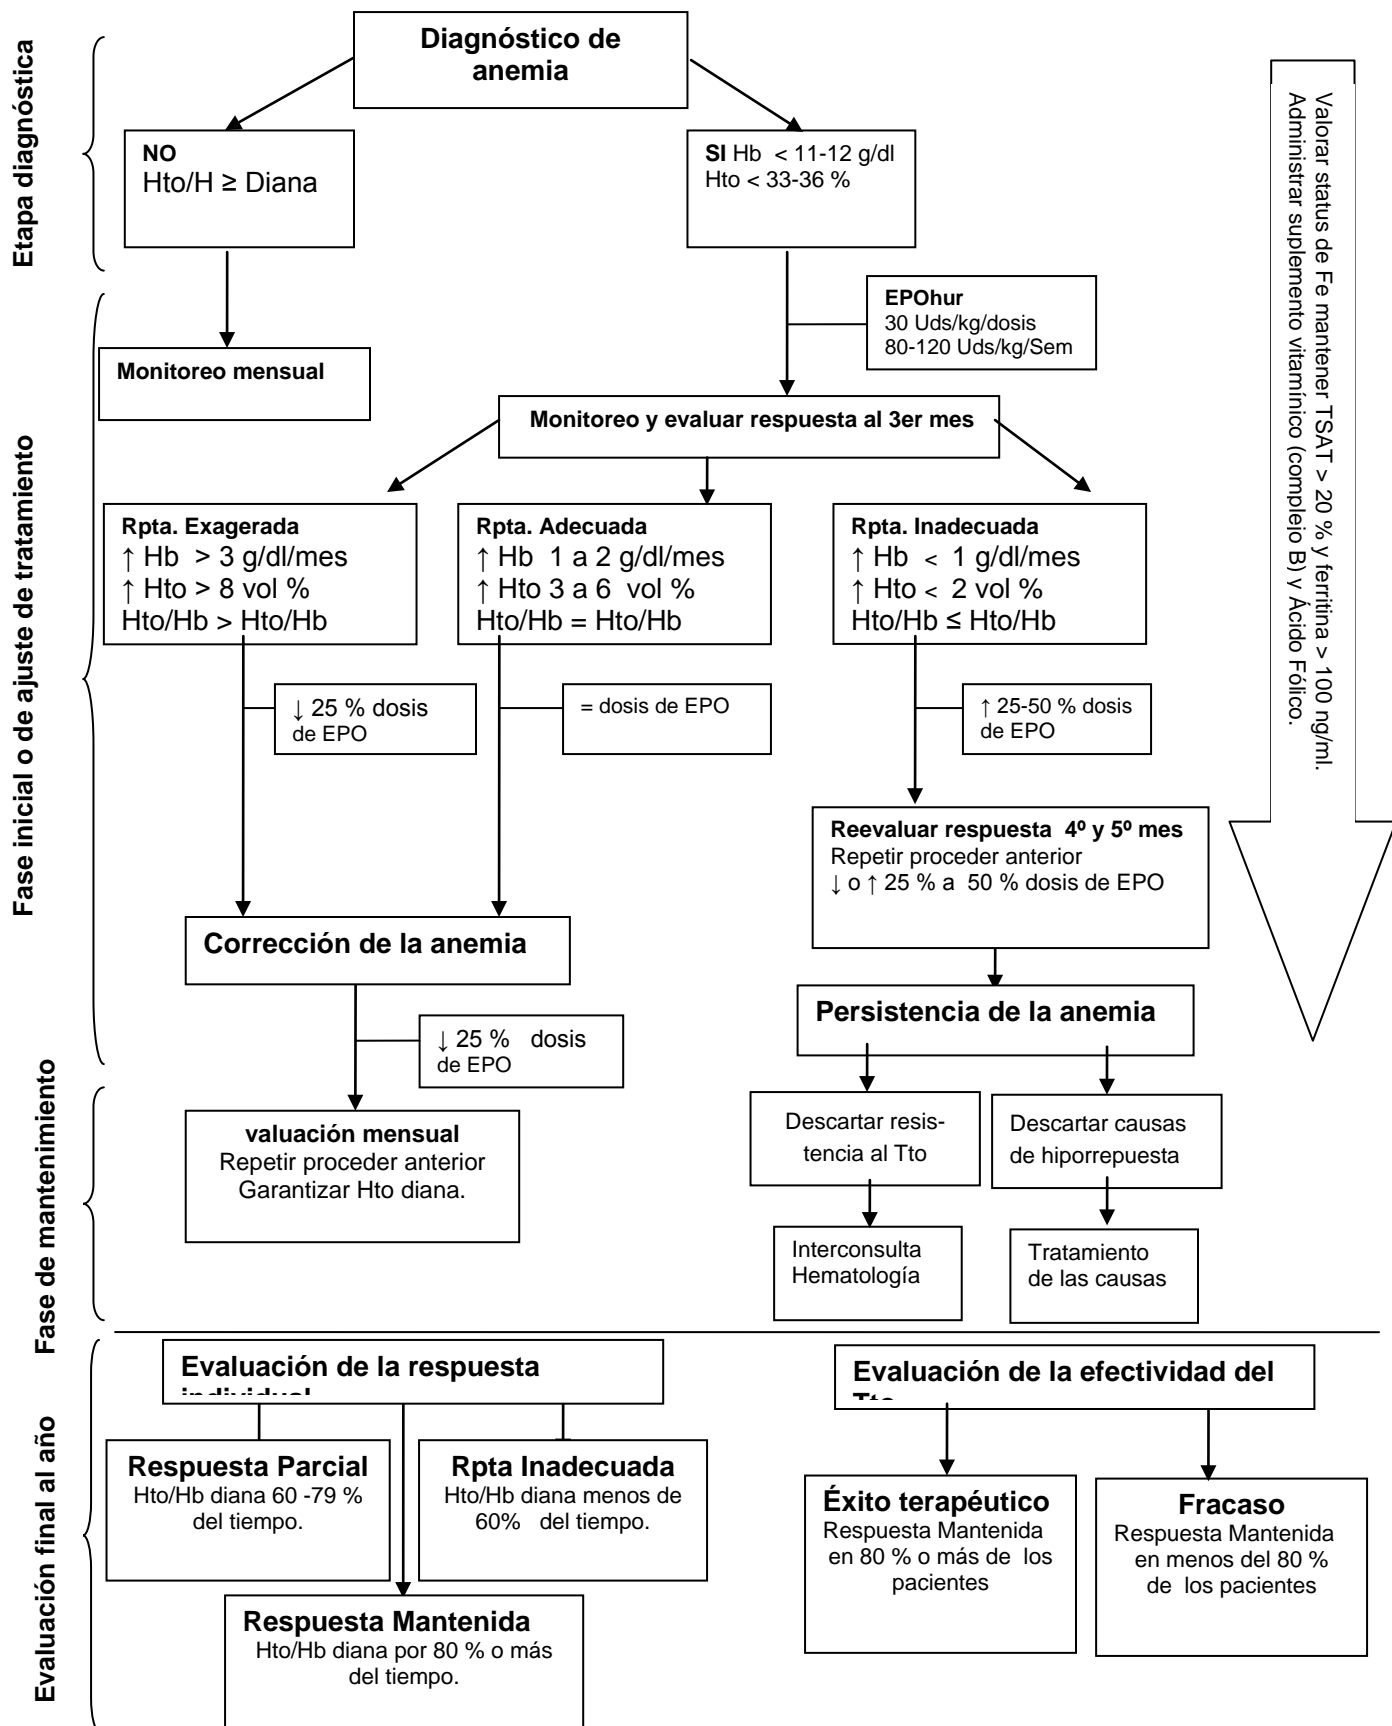 Diagnóstico de
anemia
Etapa diagnóstica
NO
Hto/H ≥ Diana
SI Hb < 11-12 g/dl
Hto < 33-36 %
Valorar status de Fe mantener TSAT > 20 % y ferritina > 100 ng/ml.
Administrar suplemento vitamínico (complejo B) y Ácido Fólico.
EPOhur
30 Uds/kg/dosis
80-120 Uds/kg/Sem
Monitoreo mensual
Fase inicial o de ajuste de tratamiento
Monitoreo y evaluar respuesta al 3er mes
Rpta. Exagerada
↑ Hb > 3 g/dl/mes
↑ Hto > 8 vol %
Hto/Hb > Hto/Hb
Rpta. Adecuada
↑ Hb 1 a 2 g/dl/mes
↑ Hto 3 a 6 vol %
Hto/Hb = Hto/Hb
Rpta. Inadecuada
↑ Hb < 1 g/dl/mes
↑ Hto < 2 vol %
Hto/Hb ≤ Hto/Hb
↓ 25 % dosis
de EPO
= dosis de EPO
↑ 25-50 % dosis
de EPO
Reevaluar respuesta 4º y 5º mes
Repetir proceder anterior
↓ o ↑ 25 % a 50 % dosis de EPO
Corrección de la anemia
Persistencia de la anemia
↓ 25 % dosis
de EPO
Fase de mantenimiento
valuación mensual
Repetir proceder anterior
Garantizar Hto diana.
Descartar resis-
tencia al Tto
Descartar causas
de hiporrepuesta
Interconsulta
Hematología
Tratamiento
de las causas
Evaluación final al año
Evaluación de la respuesta
individual
Evaluación de la efectividad del
Tto
Respuesta Parcial
Hto/Hb diana 60 -79 %
del tiempo.
Rpta Inadecuada
Hto/Hb diana menos de
60% del tiempo.
Respuesta Mantenida
Hto/Hb diana por 80 % o más
del tiempo.
Éxito terapéutico
Respuesta Mantenida
en 80 % o más de los
pacientes
Fracaso
Respuesta Mantenida
en menos del 80 %
de los pacientes